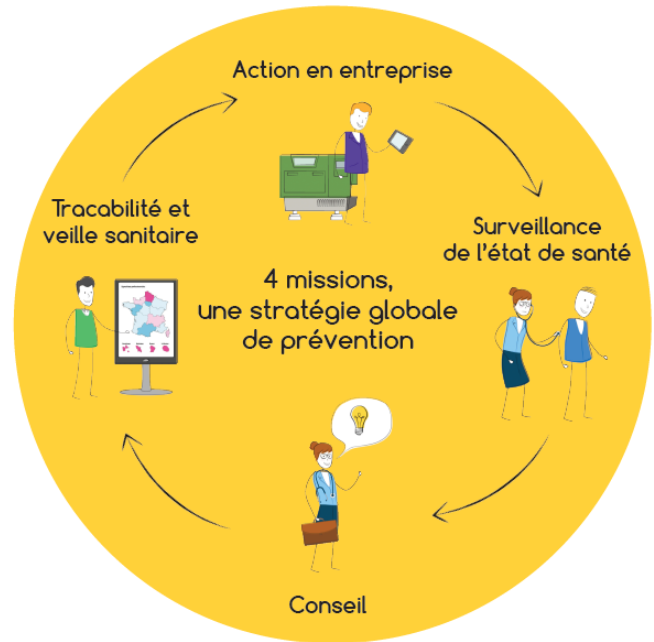 Action en entreprise
Surveillance
de l'état de santé
Conseil
Tracabilité et
veille sanitaire
4 missions,
une stratégie globale
de prévention